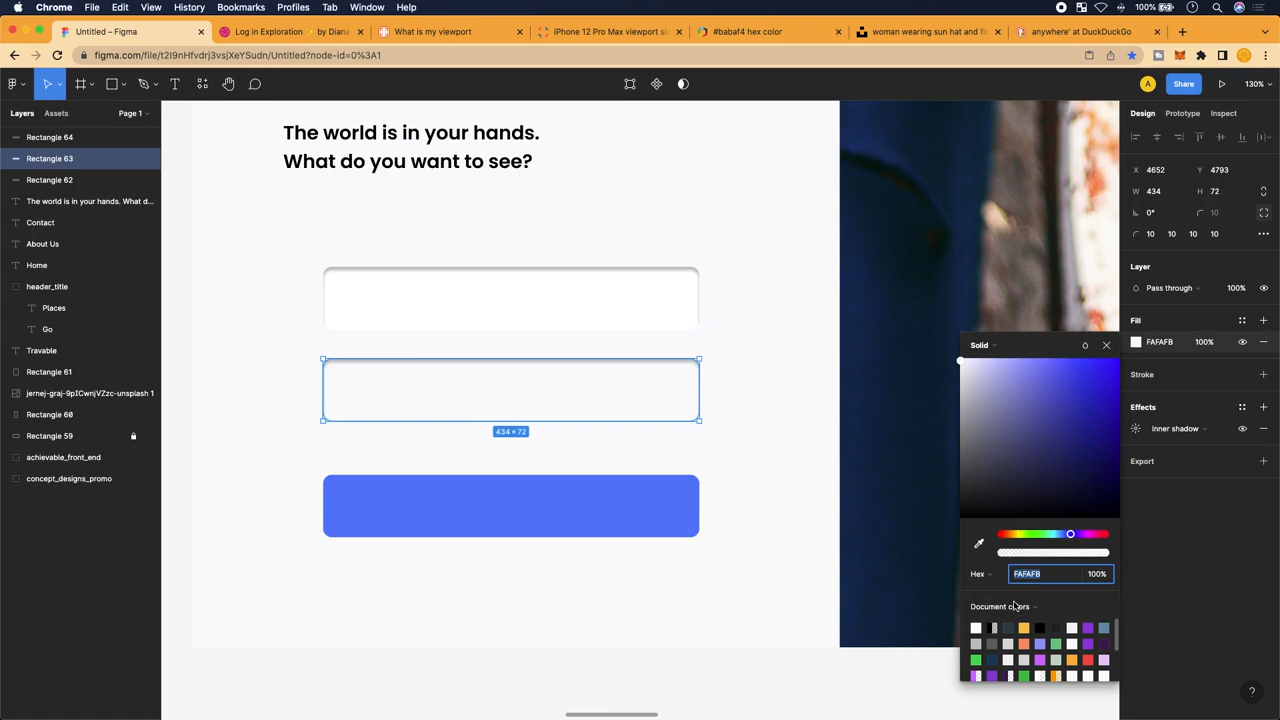 Chrome File Edit View History Bookmarks Profiles Tab Window Help
100%
Untitled – Figma
Log in Exploration ✨ by Diana
What is my viewport
iPhone 12 Pro Max viewport si
#babaf4 hex color
woman wearing sun hat and fl
anywhere' at DuckDuckGo
figma.com/file/t2I9nHfvdrj3vsjXeYSudn/Untitled?node-id=0%3A1
A
Share
130%
Layers Assets Page 1
Rectangle 64
Rectangle 63
Rectangle 62
The world is in your hands. What d...
Contact
About Us
Home
header_title
Places
Go
Travable
Rectangle 61
jernej-graj-9pICwnjVZzc-unsplash 1
Rectangle 60
Rectangle 59
achievable_front_end
concept_designs_promo
The world is in your hands.
What do you want to see?
434 × 72
Design Prototype Inspect
X 4652 Y 4793
W 434 H 72
0° 10
10 10 10 10
Layer
Pass through 100%
Fill
FAFAFB 100%
Stroke
Effects
Inner shadow
Export
Solid
Hex FAFAFB 100%
Document colors
?